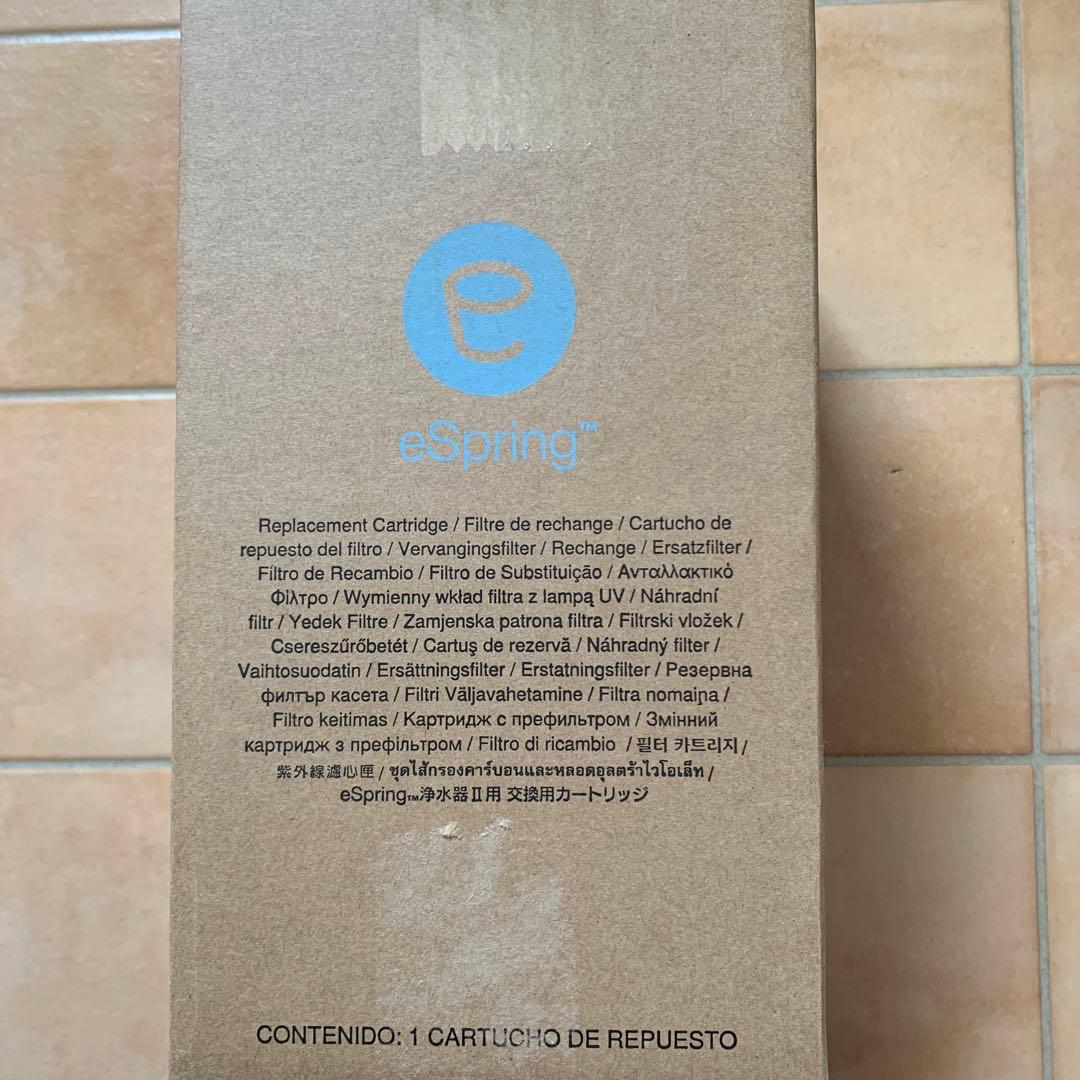 eSpring™
Replacement Cartridge / Filtre de rechange / Cartucho de
repuesto del filtro / Vervangingsfilter / Rechange / Ersatzfilter /
Filtro de Recambio / Filtro de Substituição / Ανταλλακτικό
Φίλτρο / Wymienny wkład filtra z lampą UV / Náhradní
filtr / Yedek Filtre / Zamjenska patrona filtra / Filtrski vložek /
Csereszűrőbetét / Cartuş de rezervă / Náhradný filter /
Vaihtosuodatin / Ersättningsfilter / Erstatningsfilter / Резервна
филтър касета / Filtri Väljavahetamine / Filtra nomaiņa /
Filtro keitimas / Картридж с префильтром / Змінний
картридж з префільтром / Filtro di ricambio / 필터 카트리지 /
紫外線濾心匣 / ชุดไส้กรองคาร์บอนและหลอดอุลตร้าไวโอเล็ท /
eSpring™浄水器Ⅱ用 交換用カートリッジ
CONTENIDO: 1 CARTUCHO DE REPUESTO